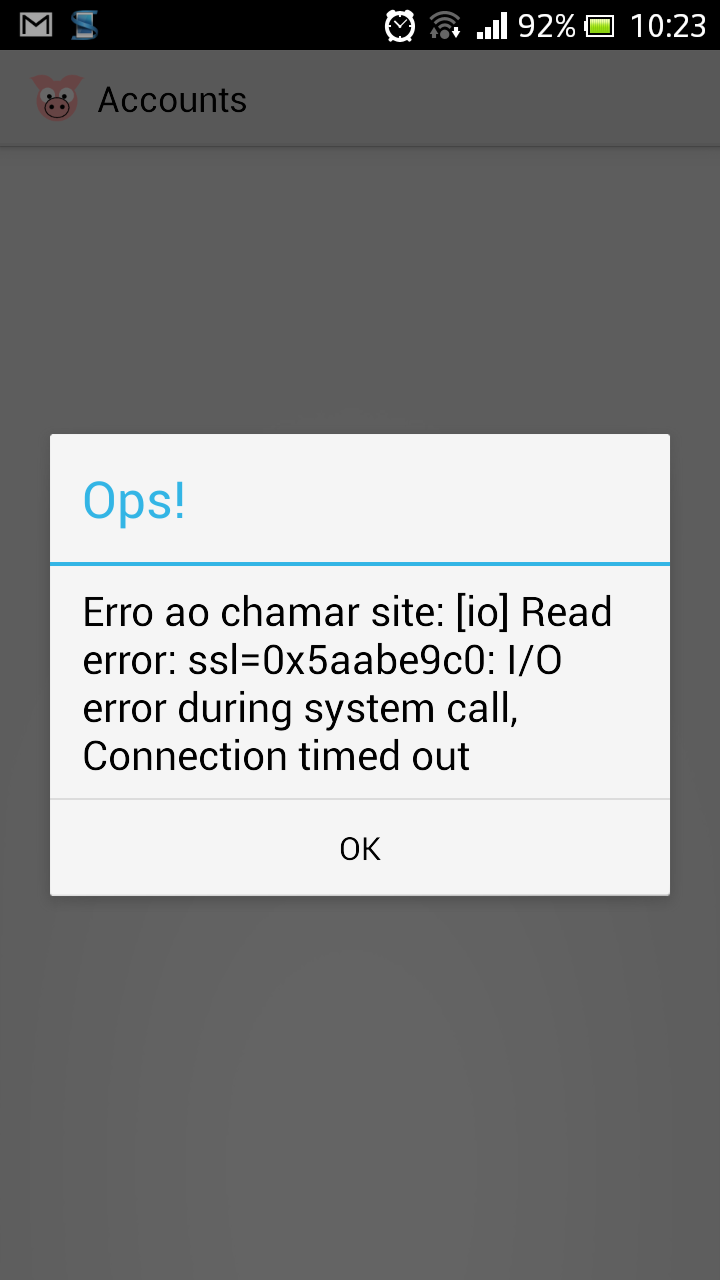 92% 10:23
Accounts
Ops!
Erro ao chamar site: [io] Read
error: ssl=0x5aabe9c0: I/O
error during system call,
Connection timed out
OK